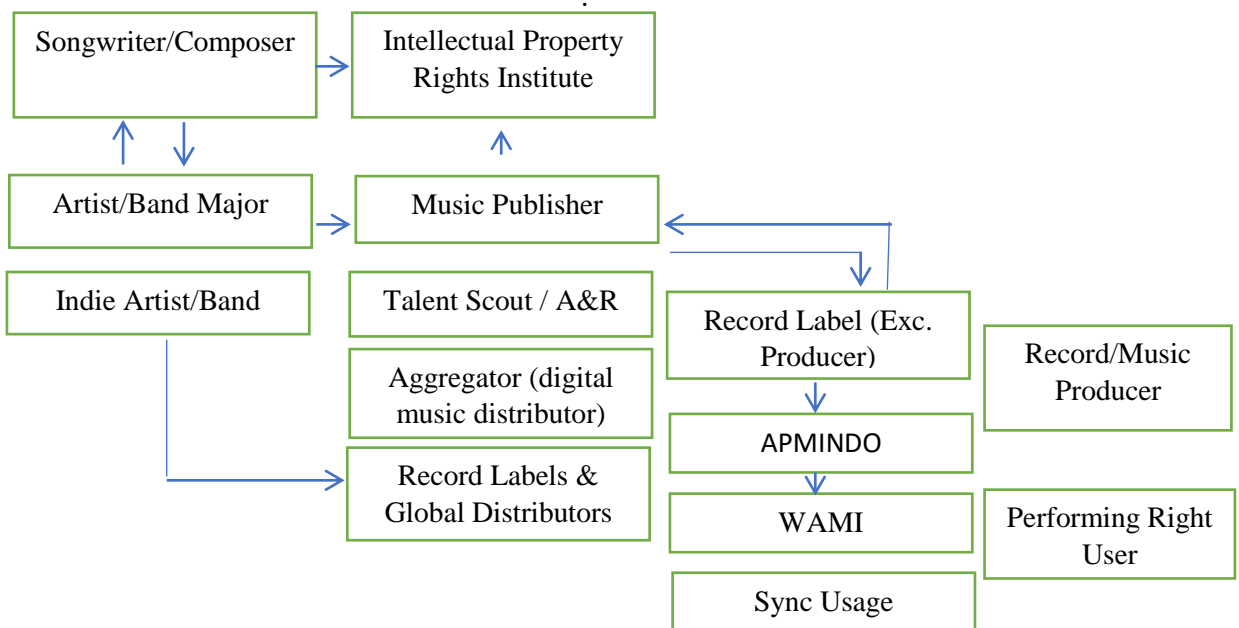 .
Songwriter/Composer
Intellectual Property
Rights Institute
Artist/Band Major
Music Publisher
Indie Artist/Band
Talent Scout / A&R
Record Label (Exc.
Producer)
Record/Music
Producer
Aggregator (digital
music distributor)
APMINDO
Record Labels &
Global Distributors
WAMI
Performing Right
User
Sync Usage